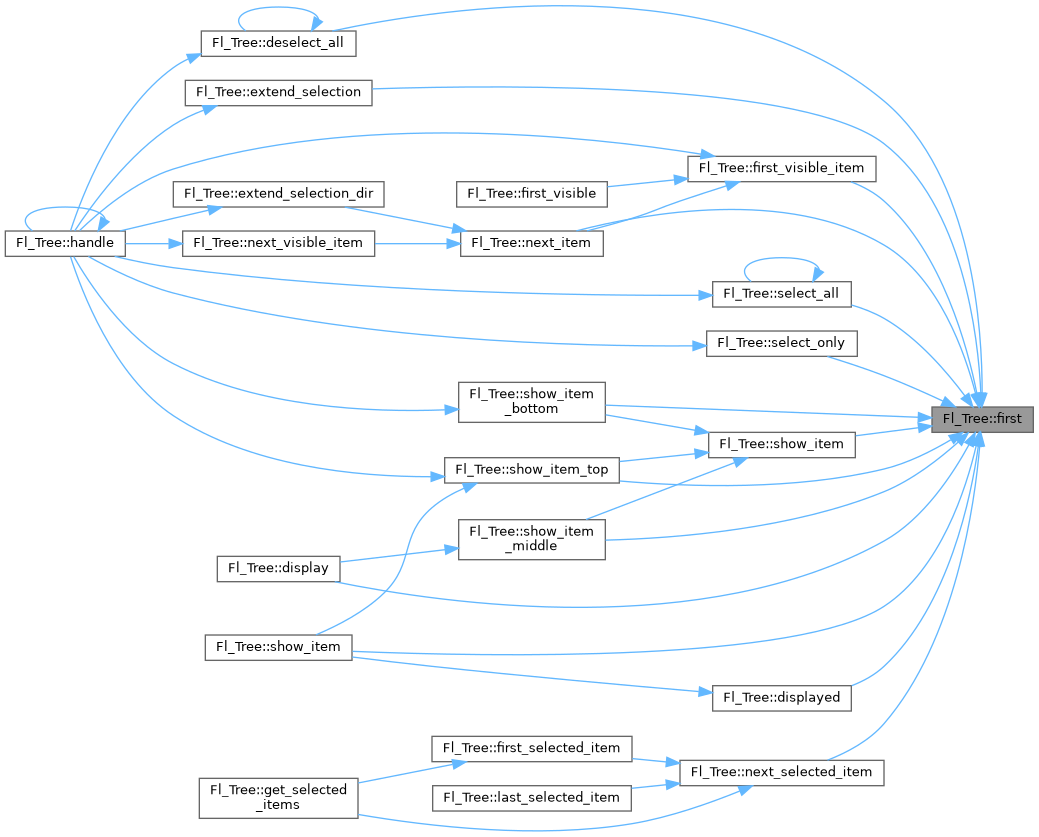 Fl_Tree::deselect_all
Fl_Tree::extend_selection
Fl_Tree::first_visible_item
Fl_Tree::extend_selection_dir
Fl_Tree::first_visible
Fl_Tree::handle
Fl_Tree::next_visible_item
Fl_Tree::next_item
Fl_Tree::select_all
Fl_Tree::select_only
Fl_Tree::show_item
_bottom
Fl_Tree::first
Fl_Tree::show_item
Fl_Tree::show_item_top
Fl_Tree::show_item
_middle
Fl_Tree::display
Fl_Tree::show_item
Fl_Tree::displayed
Fl_Tree::first_selected_item
Fl_Tree::next_selected_item
Fl_Tree::get_selected
_items
Fl_Tree::last_selected_item